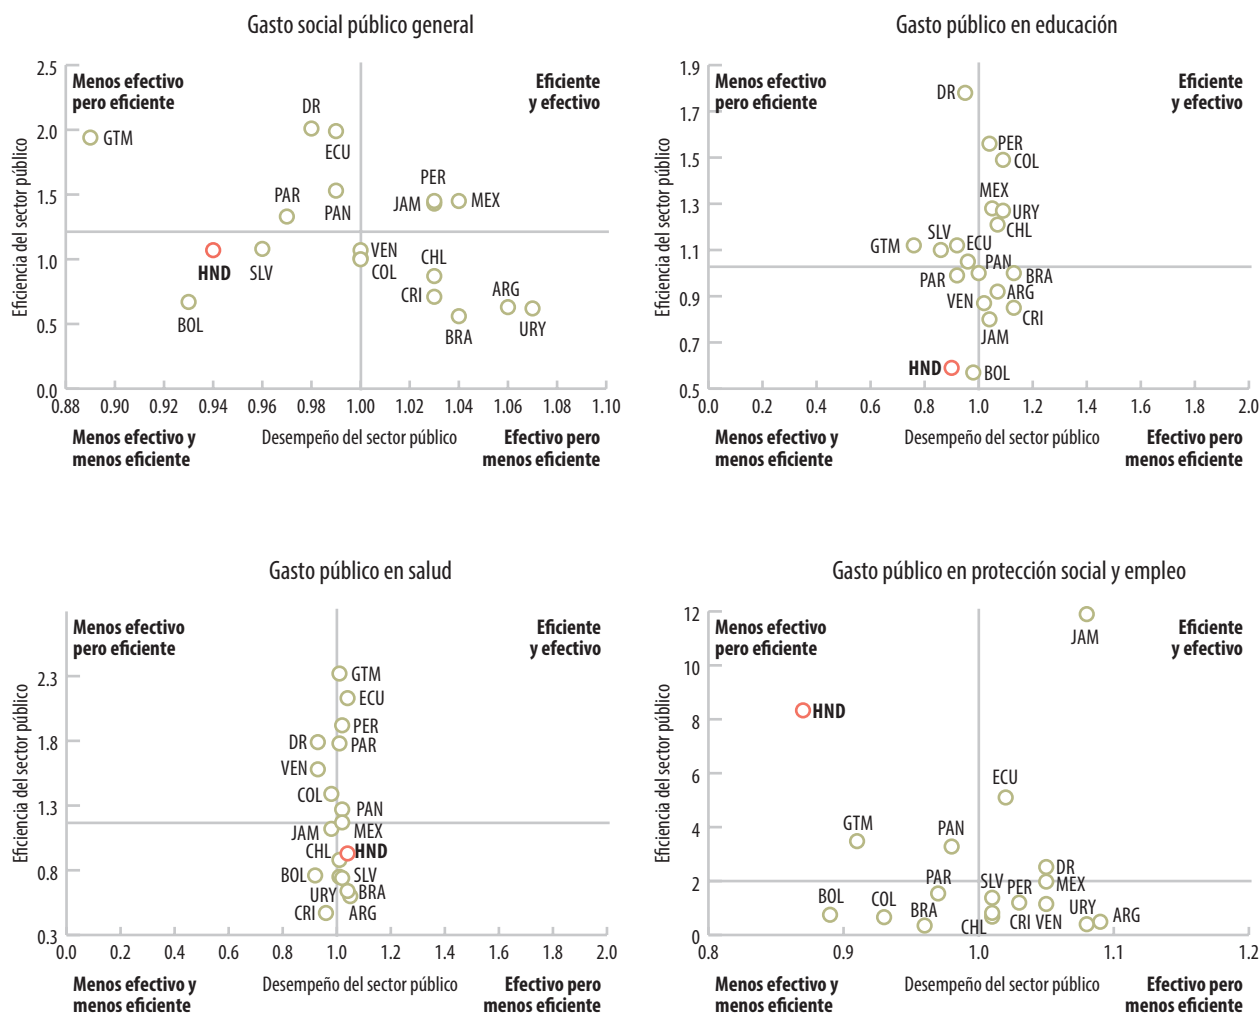 Gasto social público general
Eficiencia del sector público
2.5
2.0
1.5
1.0
0.5
0.0
Menos efectivo
pero eficiente
Eficiente
y efectivo
GTM
DR
ECU
PAR
PAN
PER
JAM
MEX
HND
SLV
VEN
COL
CHL
CRI
BOL
ARG
BRA
URY
0.88 0.90 0.92 0.94 0.96 0.98 1.00 1.02 1.04 1.06 1.08 1.10
Menos efectivo y
menos eficiente
Desempeño del sector público
Efectivo pero
menos eficiente
Gasto público en educación
Eficiencia del sector público
1.9
1.7
1.5
1.3
1.1
0.9
0.7
0.5
Menos efectivo
pero eficiente
Eficiente
y efectivo
DR
PER
COL
MEX
URY
CHL
SLV
GTM
ECU
PAN
PAR
BRA
VEN
ARG
CRI
JAM
HND
BOL
0.0 0.2 0.4 0.6 0.8 1.0 1.2 1.4 1.6 1.8 2.0
Menos efectivo y
menos eficiente
Desempeño del sector público
Efectivo pero
menos eficiente
Gasto público en salud
Eficiencia del sector público
2.3
1.8
1.3
0.8
0.3
Menos efectivo
pero eficiente
Eficiente
y efectivo
GTM
ECU
PER
DR
PAR
VEN
COL
PAN
JAM
MEX
CHL
HND
BOL
SLV
URY
BRA
CRI
ARG
0.0 0.2 0.4 0.6 0.8 1.0 1.2 1.4 1.6 1.8 2.0
Menos efectivo y
menos eficiente
Desempeño del sector público
Efectivo pero
menos eficiente
Gasto público en protección social y empleo
Eficiencia del sector público
12
10
8
6
4
2
0
Menos efectivo
pero eficiente
Eficiente
y efectivo
JAM
HND
ECU
GTM
PAN
DR
MEX
PAR
SLV
PER
BOL
COL
BRA
CHL
CRI
VEN
URY
ARG
0.8 0.9 1.0 1.1 1.2
Menos efectivo y
menos eficiente
Desempeño del sector público
Efectivo pero
menos eficiente